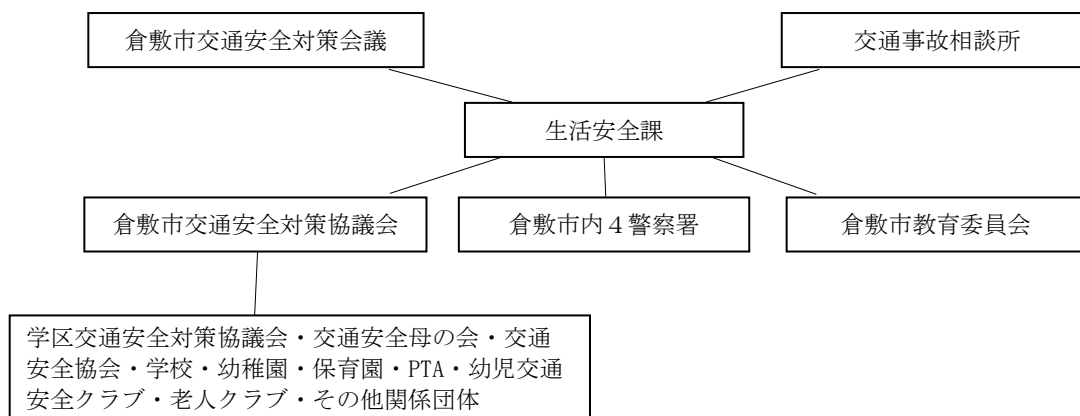 倉敷市交通安全対策会議
交通事故相談所
生活安全課
倉敷市交通安全対策協議会
倉敷市内４警察署
倉敷市教育委員会
学区交通安全対策協議会・交通安全母の会・交通
安全協会・学校・幼稚園・保育園・PTA・幼児交通
安全クラブ・老人クラブ・その他関係団体